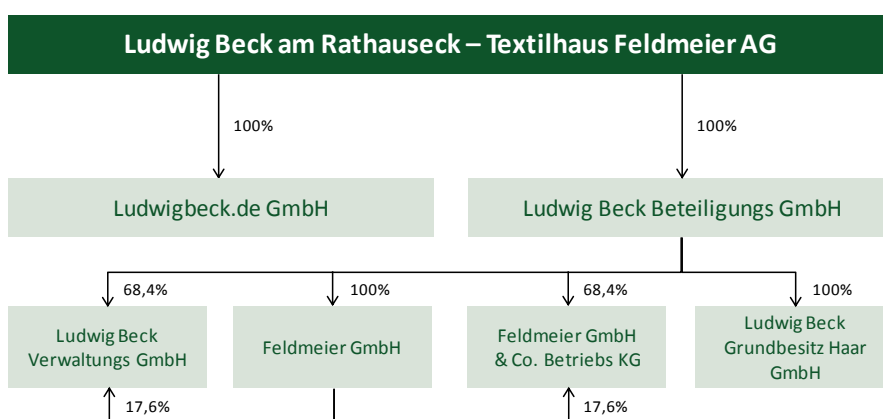 Ludwig Beck am Rathauseck – Textilhaus Feldmeier AG
100%
100%
Ludwigbeck.de GmbH
Ludwig Beck Beteiligungs GmbH
68,4%
100%
68,4%
100%
Ludwig Beck
Verwaltungs GmbH
Feldmeier GmbH
Feldmeier GmbH
& Co. Betriebs KG
Ludwig Beck
Grundbesitz Haar
GmbH
17,6%
17,6%